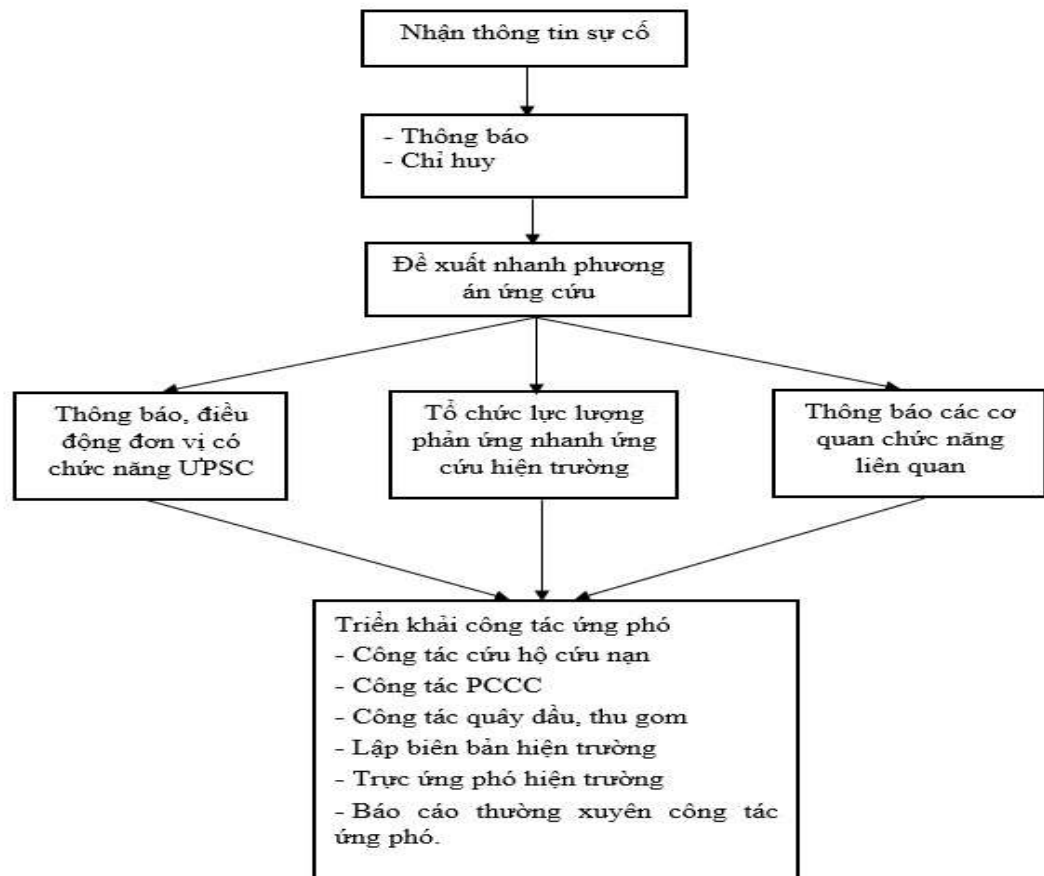 Nhận thông tin sự cố
- Thông báo
- Chỉ huy
Đề xuất nhanh phương
án ứng cứu
Thông báo, điều
động đơn vị có
chức năng ƯPSC
Tổ chức lực lượng
phản ứng nhanh ứng
cứu hiện trường
Thông báo các cơ
quan chức năng
liên quan
Triển khải công tác ứng phó
- Công tác cứu hộ cứu nạn
- Công tác PCCC
- Công tác quây dầu, thu gom
- Lập biên bản hiện trường
- Trực ứng phó hiện trường
- Báo cáo thường xuyên công tác
ứng phó.